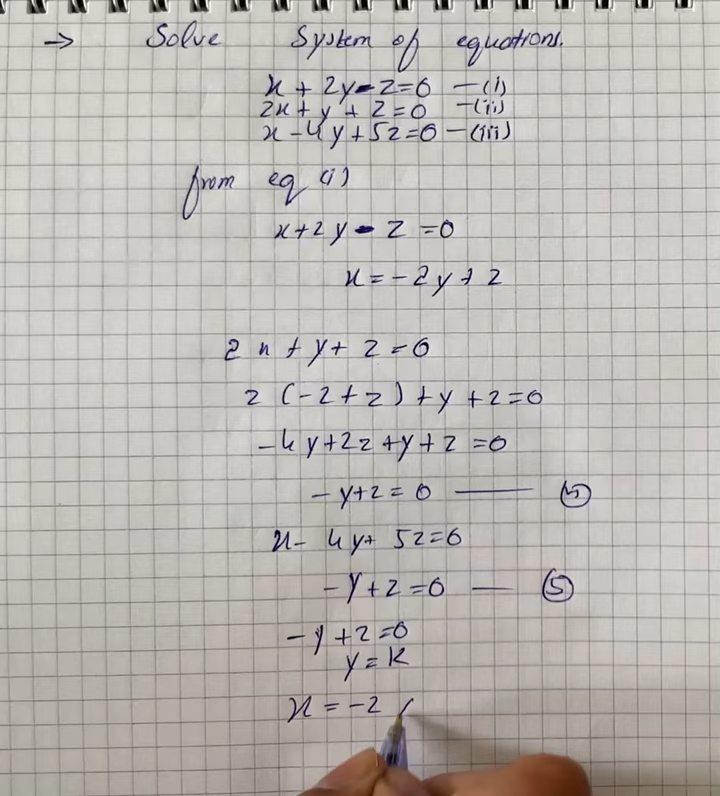 → Solve System of equations.
x + 2y - z = 0 — (i)
2x + y + z = 0 — (ii)
x - 4y + 5z = 0 — (iii)
from eq (i)
x + 2y - z = 0
x = -2y + z
2x + y + z = 0
2 (-2 + z) + y + z = 0
-4y + 2z + y + z = 0
-y + z = 0 —— ④
x - 4y + 5z = 0
-y + z = 0 — ⑤
-y + z = 0
y = k
x = -2 (